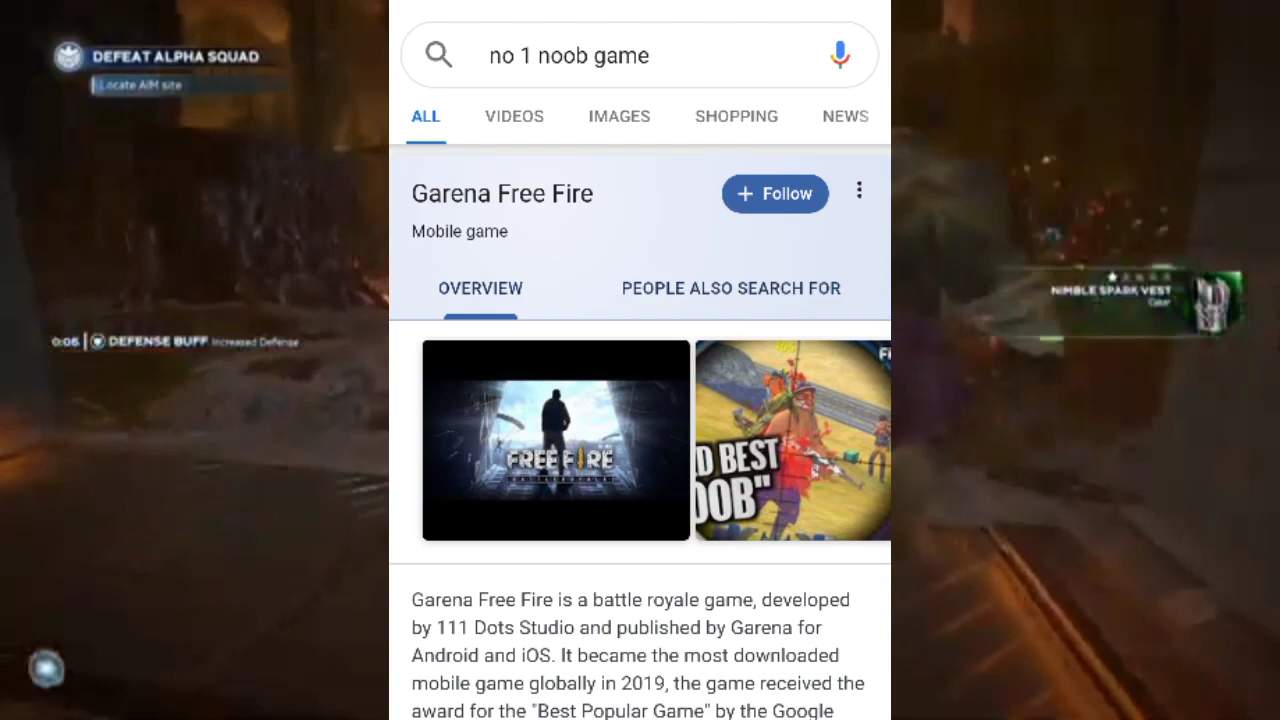 DEFEAT ALPHA SQUAD
Locate AIM site
0:05 DEFENSE BUFF Increased Defense
no 1 noob game
ALL VIDEOS IMAGES SHOPPING NEWS
Garena Free Fire
+ Follow
Mobile game
OVERVIEW PEOPLE ALSO SEARCH FOR
FREE FIRE
BATTLEGROUNDS
D BEST
OOB"
Garena Free Fire is a battle royale game, developed
by 111 Dots Studio and published by Garena for
Android and iOS. It became the most downloaded
mobile game globally in 2019, the game received the
award for the "Best Popular Game" by the Google
NIMBLE SPARK VEST
Gear